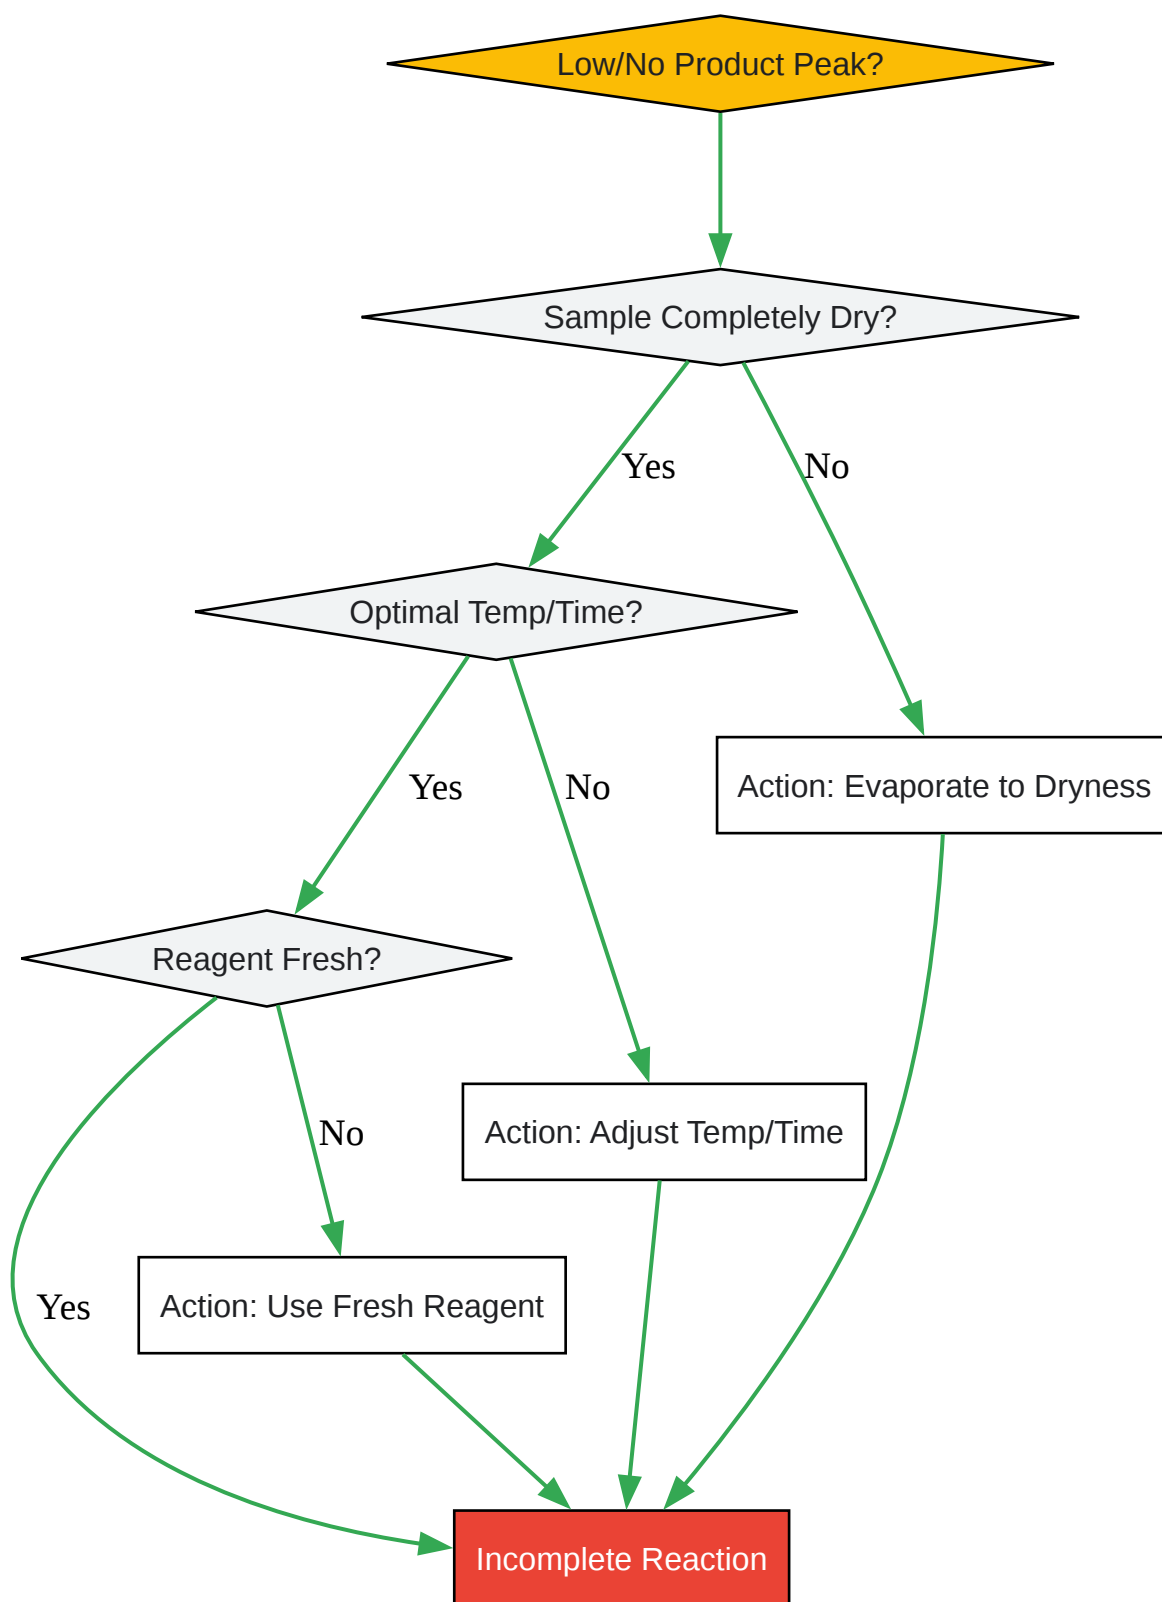 Low/No Product Peak?
Sample Completely Dry?
Yes
No
Optimal Temp/Time?
Yes
No
Action: Evaporate to Dryness
Reagent Fresh?
No
Action: Adjust Temp/Time
Yes
Action: Use Fresh Reagent
Incomplete Reaction